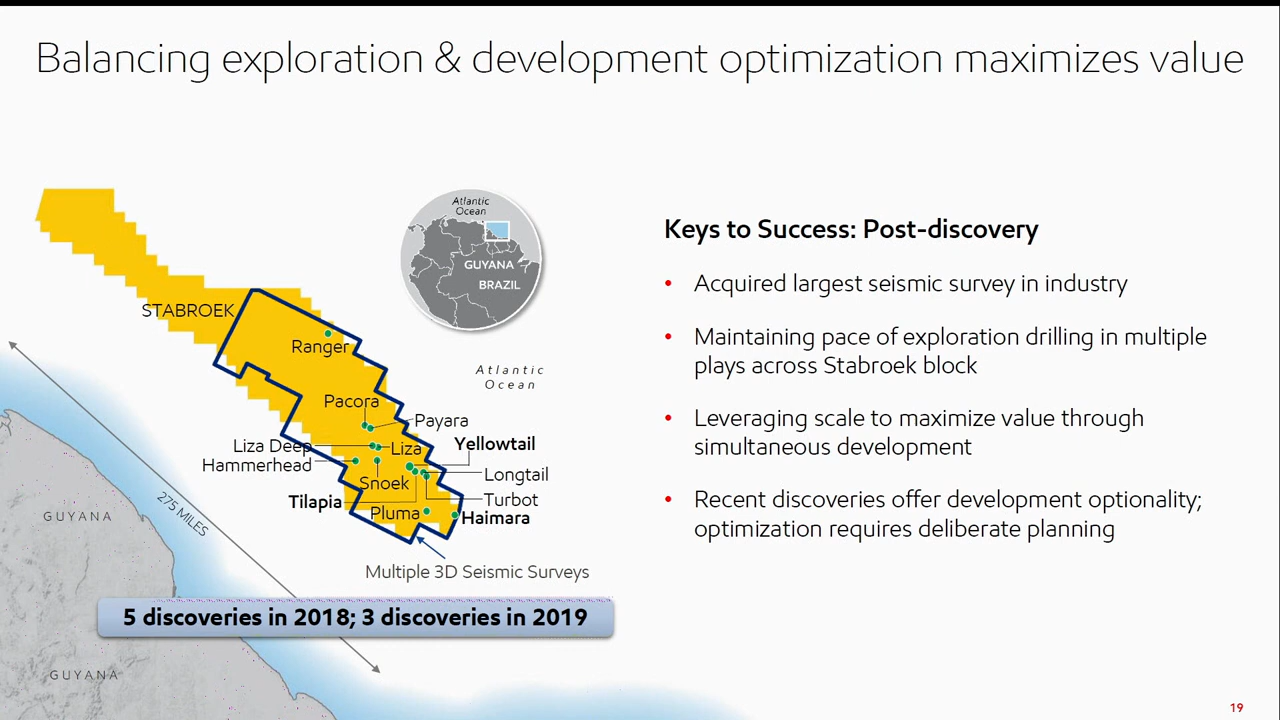 Balancing exploration & development optimization maximizes value
Atlantic
Ocean
GUYANA
BRAZIL
STABROEK
Ranger
Atlantic
Ocean
Pacora
Payara
Liza Deep
Liza
Yellowtail
Hammerhead
Longtail
Snoek
Tilapia
Turbot
Pluma
Haimara
275 MILES
GUYANA
Multiple 3D Seismic Surveys
5 discoveries in 2018; 3 discoveries in 2019
GUYANA
Keys to Success: Post-discovery
• Acquired largest seismic survey in industry
• Maintaining pace of exploration drilling in multiple
plays across Stabroek block
• Leveraging scale to maximize value through
simultaneous development
• Recent discoveries offer development optionality;
optimization requires deliberate planning
19